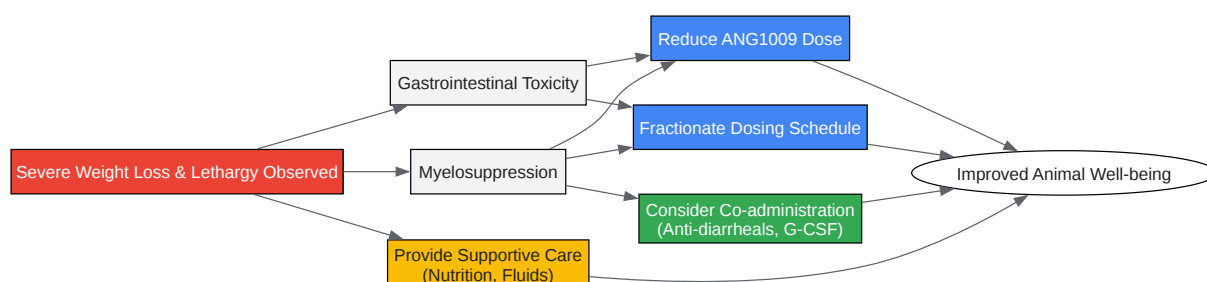 Reduce ANG1009 Dose
Gastrointestinal Toxicity
Fractionate Dosing Schedule
Severe Weight Loss & Lethargy Observed
Myelosuppression
Improved Animal Well-being
Consider Co-administration
(Anti-diarrheals, G-CSF)
Provide Supportive Care
(Nutrition, Fluids)